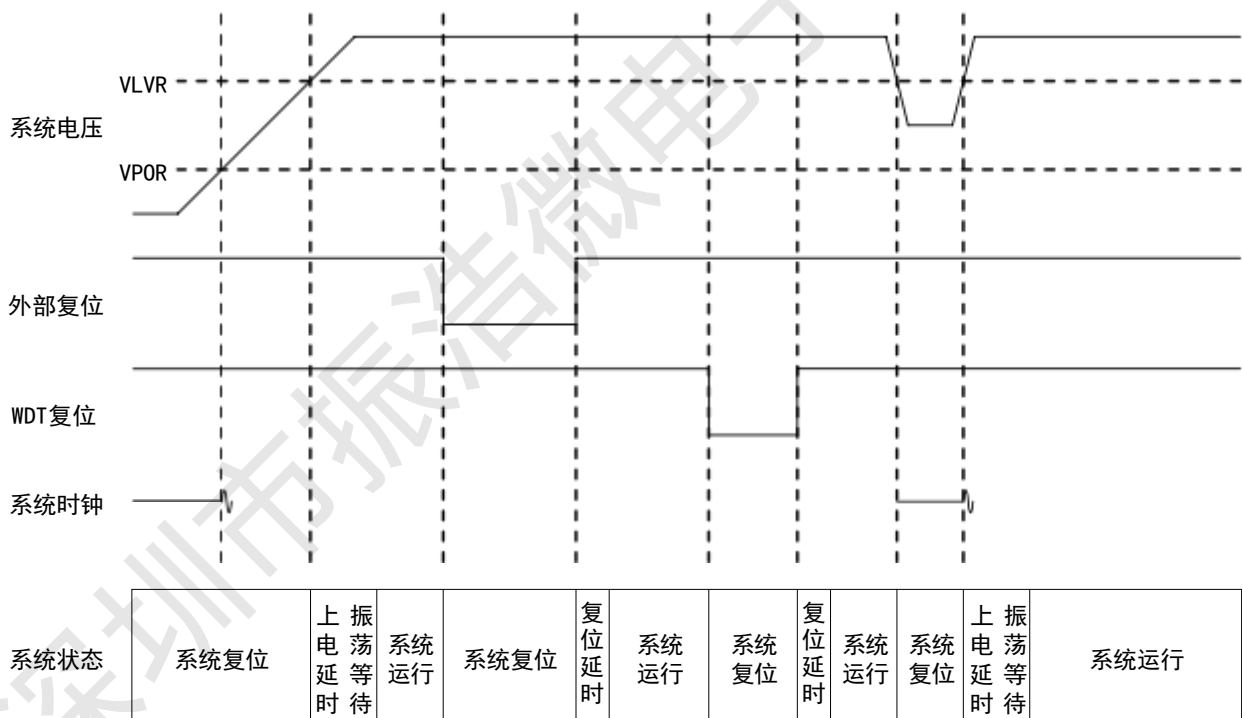 VLVR
系统电压
VPOR
外部复位
WDT复位
系统时钟
系统状态
系统复位
上电延时
振荡等待
系统
运行
系统复位
复位延时
系统
运行
系统
复位
复位延时
系统
运行
系统
复位
上电延时
振荡等待
系统运行
深圳市振浩微电子